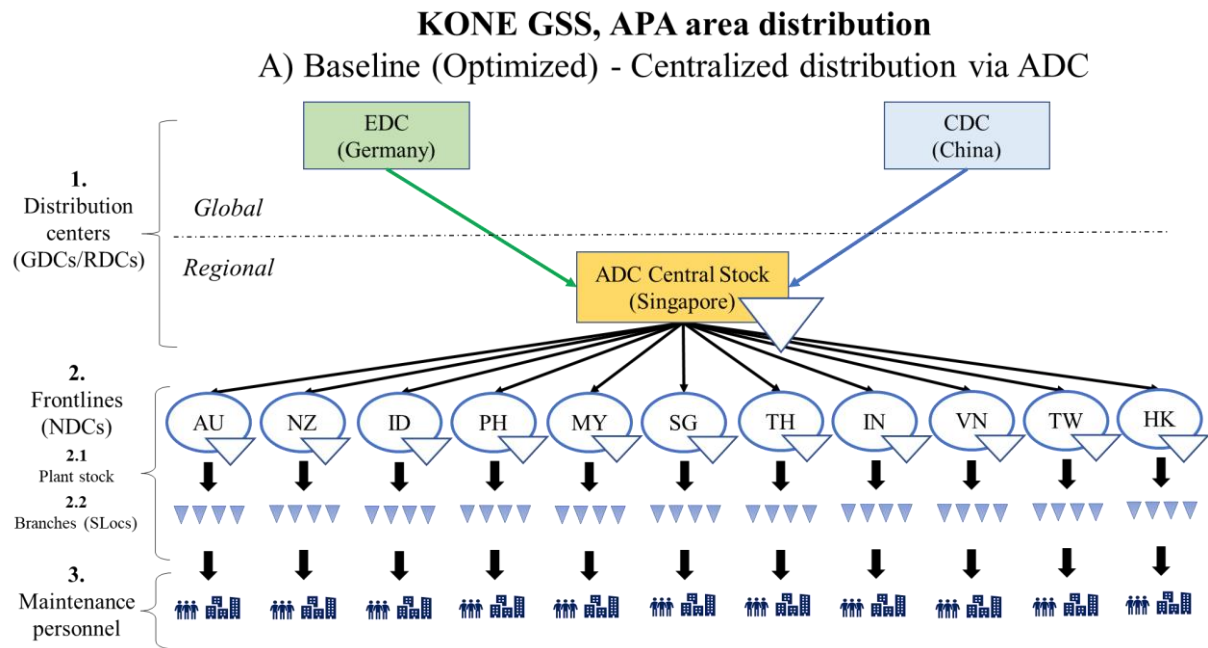 KONE GSS, APA area distribution
A) Baseline (Optimized) - Centralized distribution via ADC
EDC
(Germany)
CDC
(China)
1.
Distribution
centers
(GDCs/RDCs)
Global
Regional
ADC Central Stock
(Singapore)
2.
Frontlines
(NDCs)
AU NZ ID PH MY SG TH IN VN TW HK
2.1
Plant stock
2.2
Branches (SLocs)
3.
Maintenance
personnel